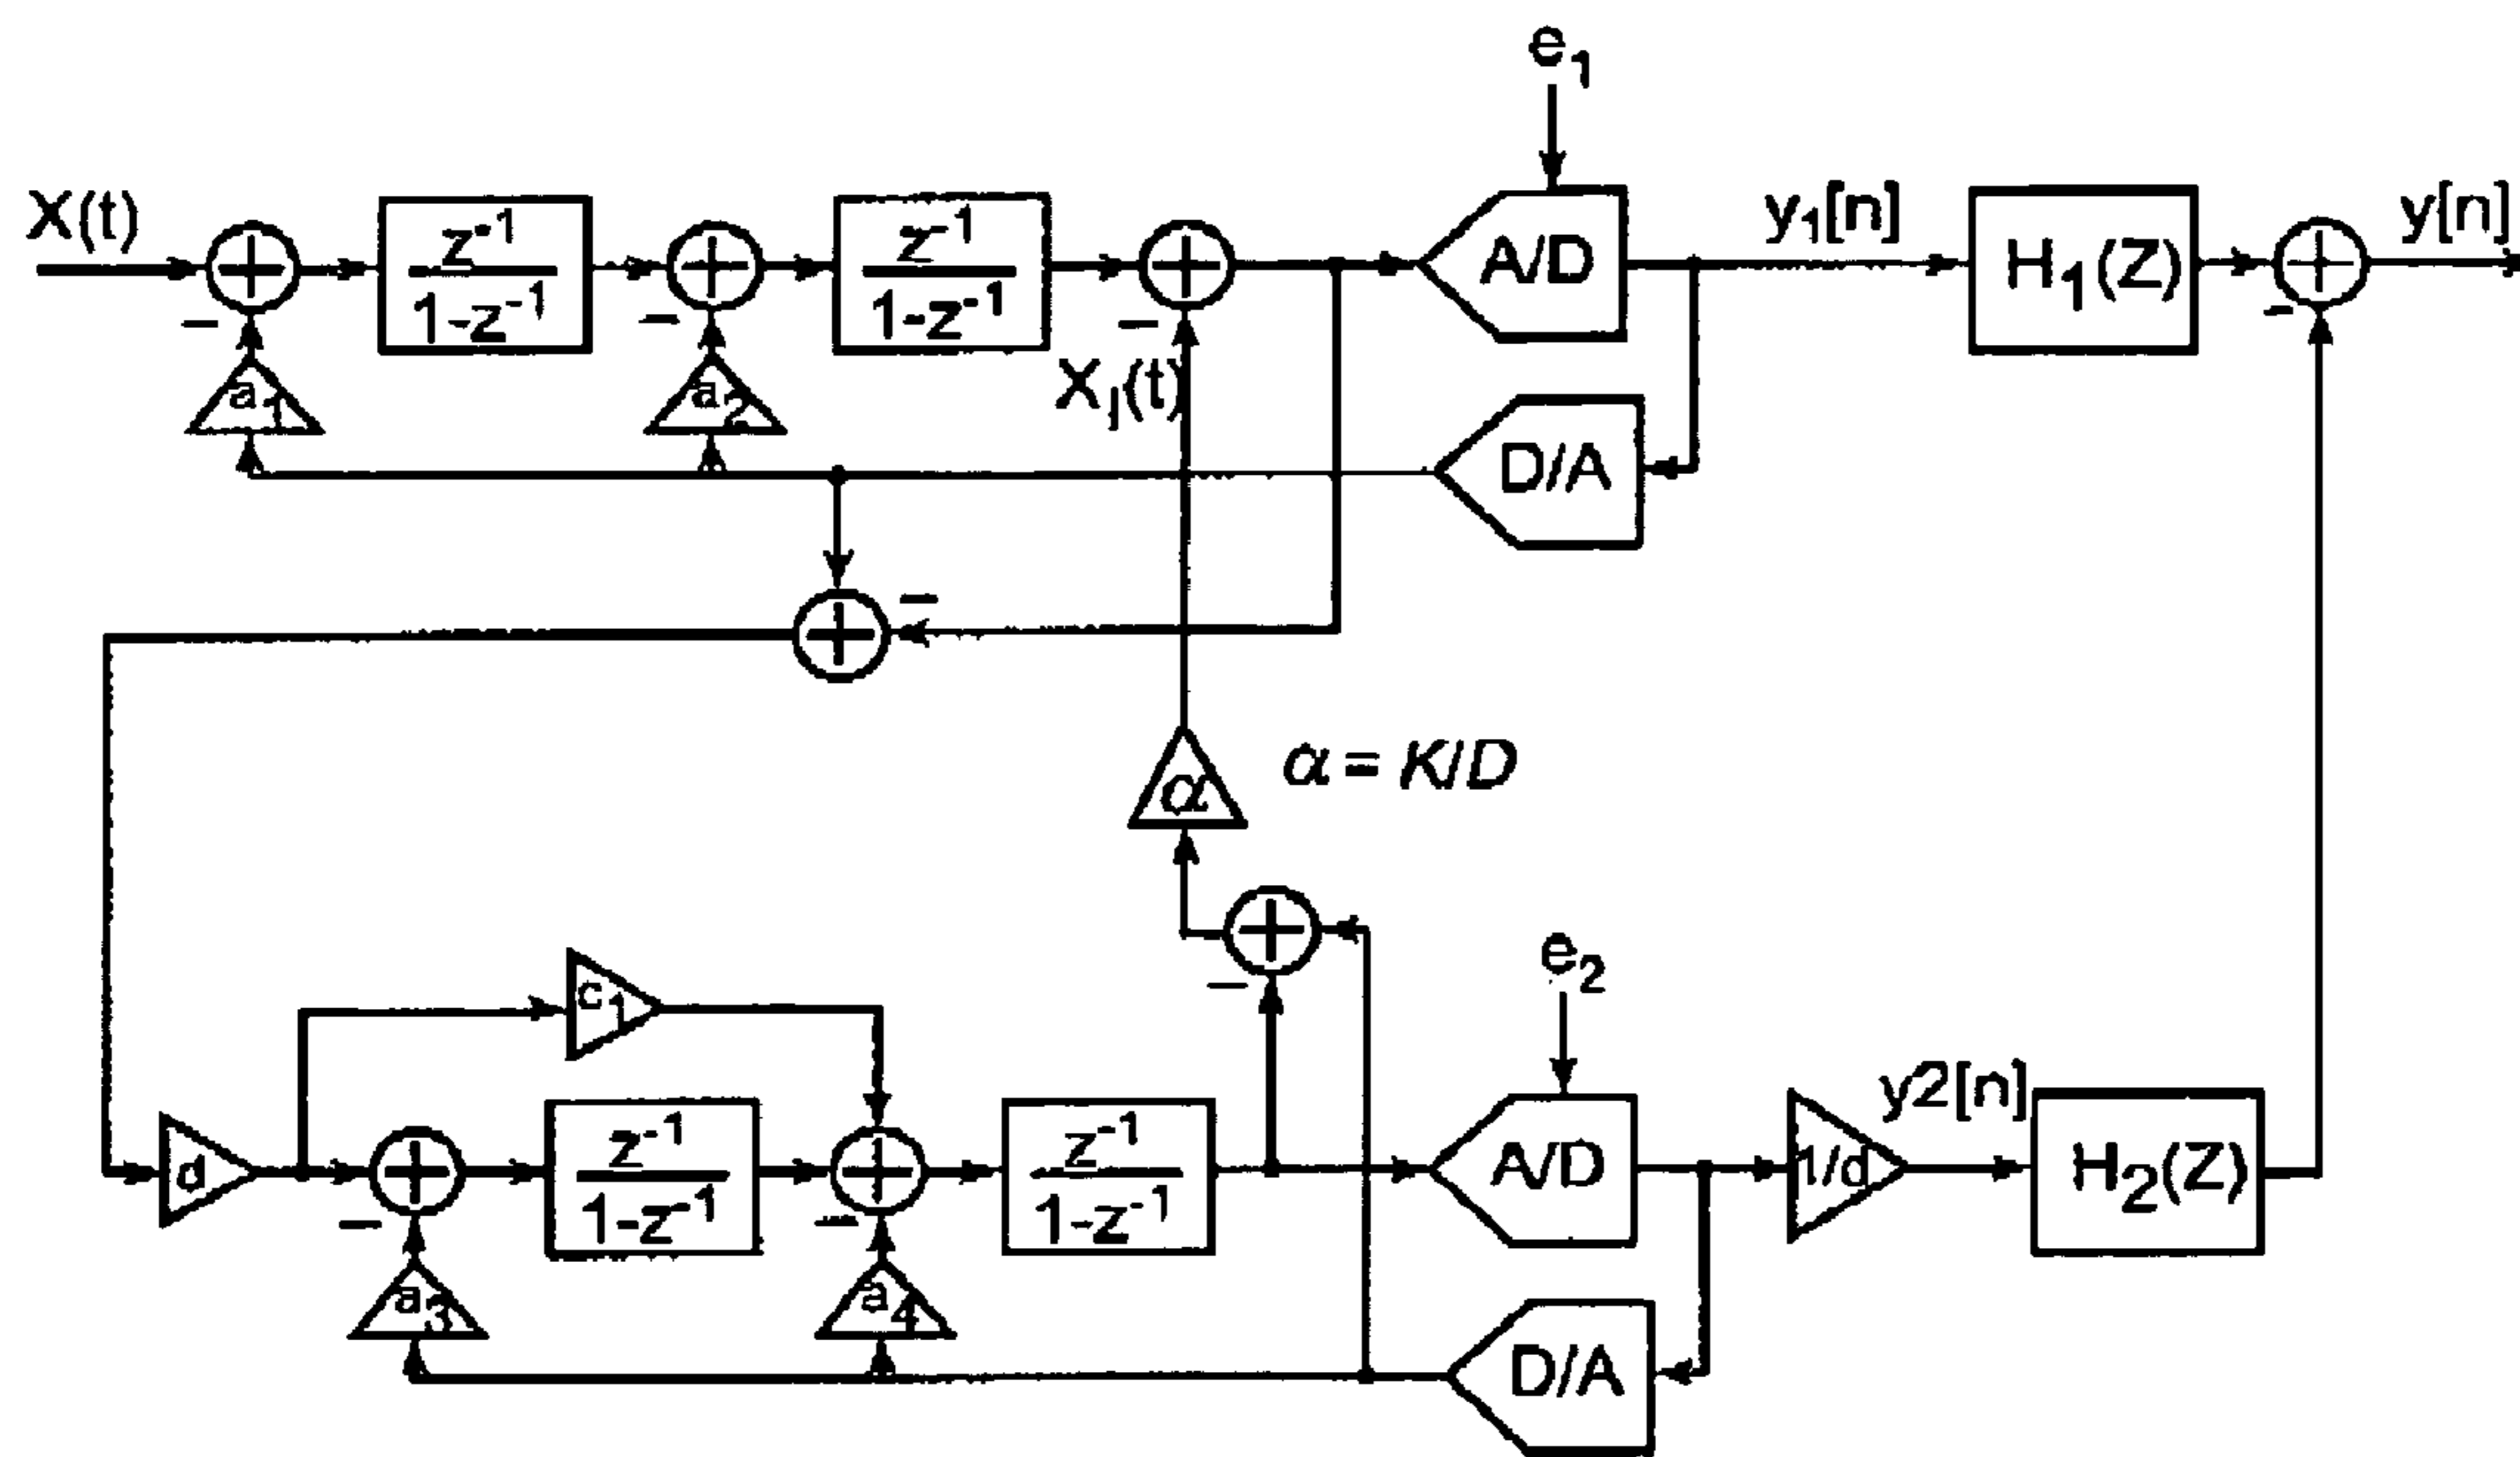 e1
X(t)
z-1
1-z-1
z-1
1-z-1
A/D
y1[n]
H1(Z)
y[n]
−
−
−
−
a1
a2
XI(t)
D/A
−
α
α = K/D
e2
c1
−
d
z-1
1-z-1
z-1
1-z-1
A/D
1/d
y2[n]
H2(Z)
−
−
a3
a4
D/A